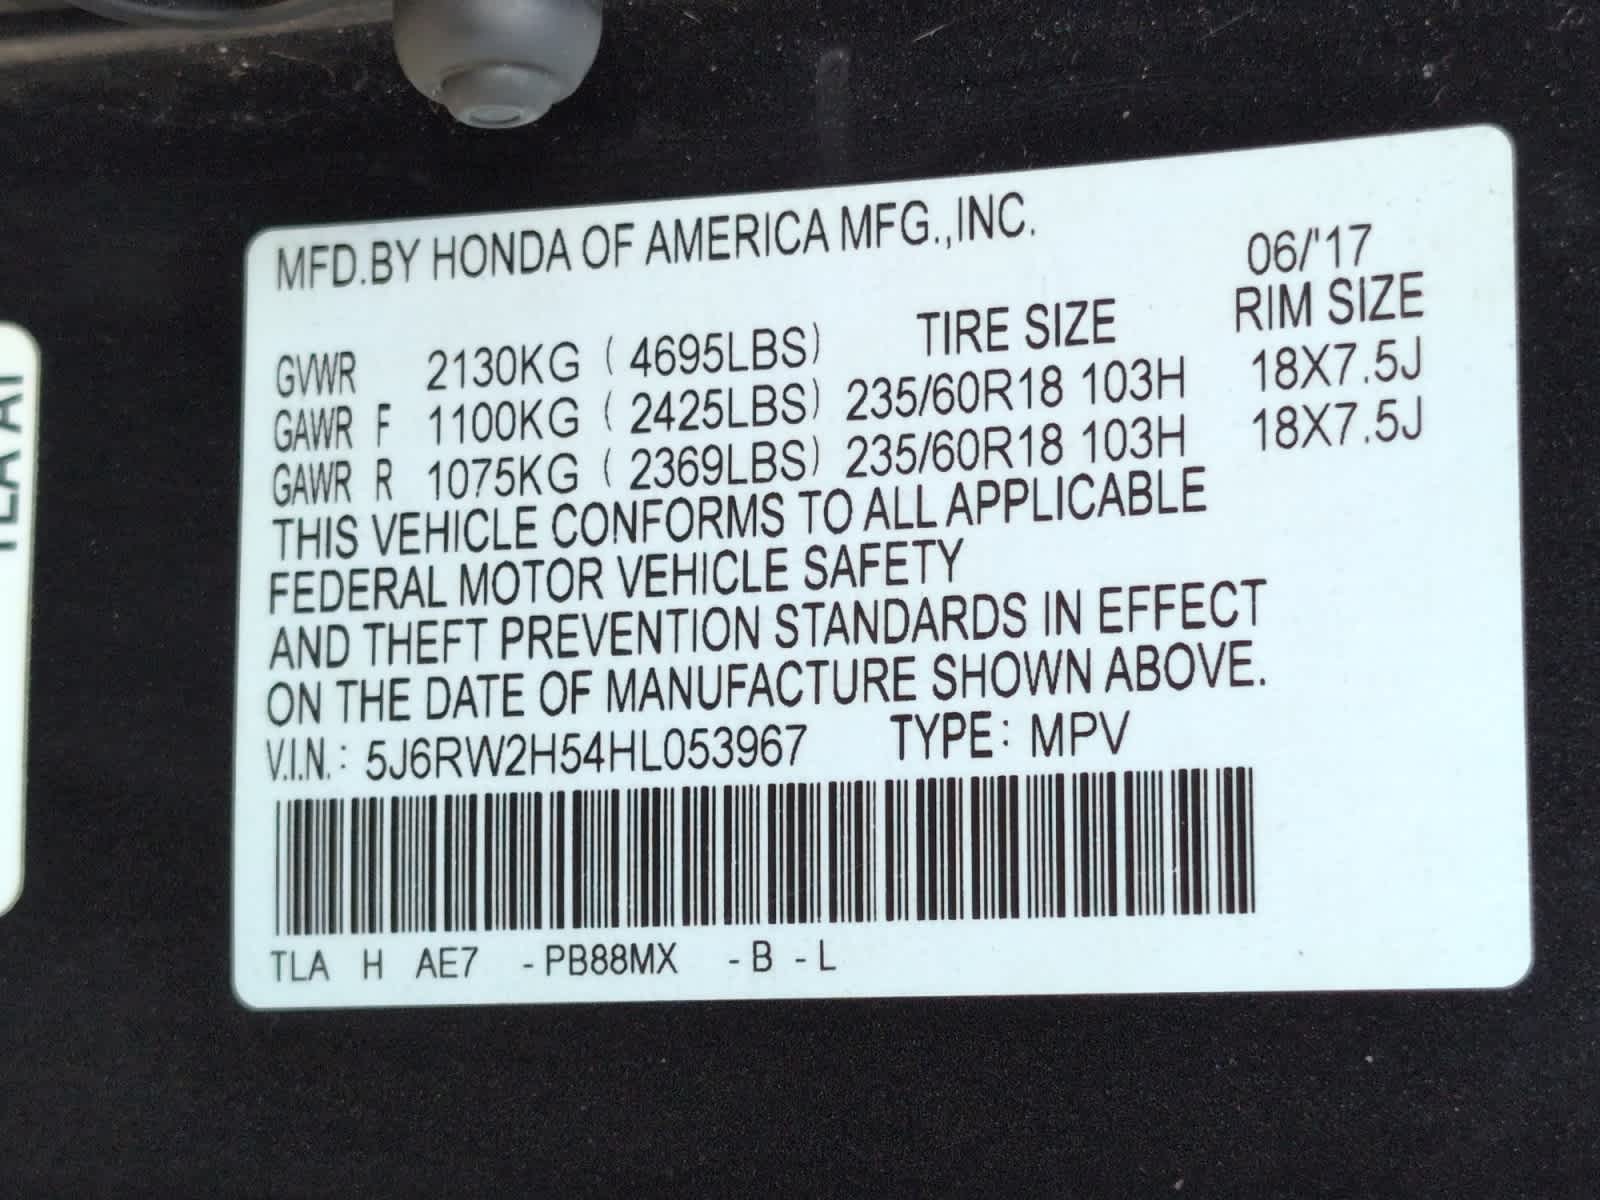 MFD.BY HONDA OF AMERICA MFG.,INC.
06/'17
TIRE SIZE RIM SIZE
GVWR 2130KG ( 4695LBS)
GAWR F 1100KG ( 2425LBS) 235/60R18 103H 18X7.5J
GAWR R 1075KG ( 2369LBS) 235/60R18 103H 18X7.5J
THIS VEHICLE CONFORMS TO ALL APPLICABLE
FEDERAL MOTOR VEHICLE SAFETY
AND THEFT PREVENTION STANDARDS IN EFFECT
ON THE DATE OF MANUFACTURE SHOWN ABOVE.
V.I.N.: 5J6RW2H54HL053967 TYPE: MPV
TLA H AE7 -PB88MX -B -L